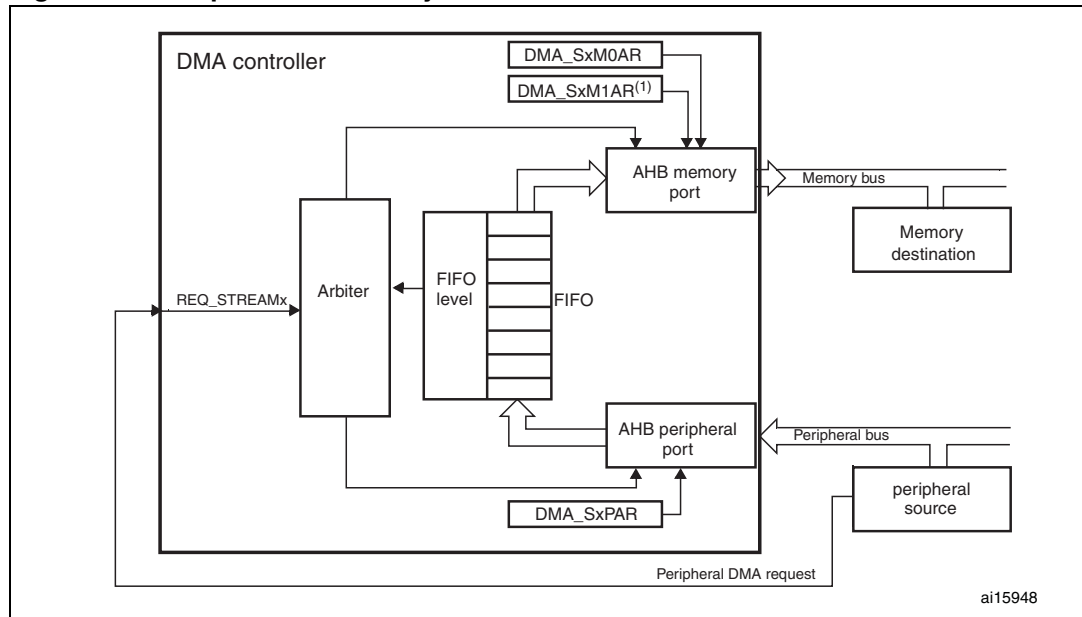 DMA controller
DMA_SxM0AR
DMA_SxM1AR(1)
AHB memory
port
Memory bus
Memory
destination
REQ_STREAMx
Arbiter
FIFO
level
FIFO
AHB peripheral
port
Peripheral bus
peripheral
source
DMA_SxPAR
Peripheral DMA request
ai15948